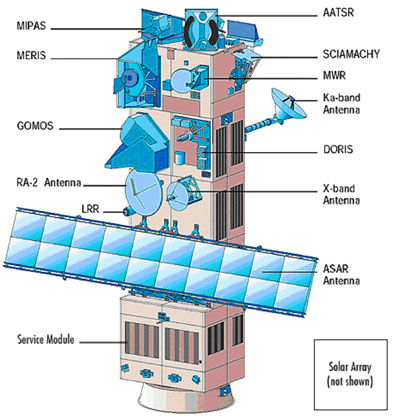 AATSR
MIPAS
MERIS
SCIAMACHY
MWR
Ka-band
Antenna
GOMOS
DORIS
RA-2 Antenna
X-band
Antenna
LRR
ASAR
Antenna
Service Module
Solar Array
(not shown)